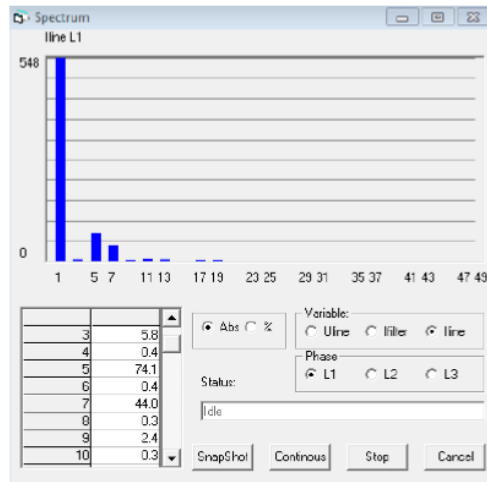 Spectrum
Iline L1
548
0
1 5 7 11 13 17 19 23 25 29 31 35 37 41 43 47 49
3 5.8
4 0.4
5 74.1
6 0.4
7 44.0
8 0.3
9 2.4
10 0.3
Abs %
Variable:
Uline Ifilter Iline
Phase
L1 L2 L3
Status:
Idle
SnapShot Continous Stop Cancel